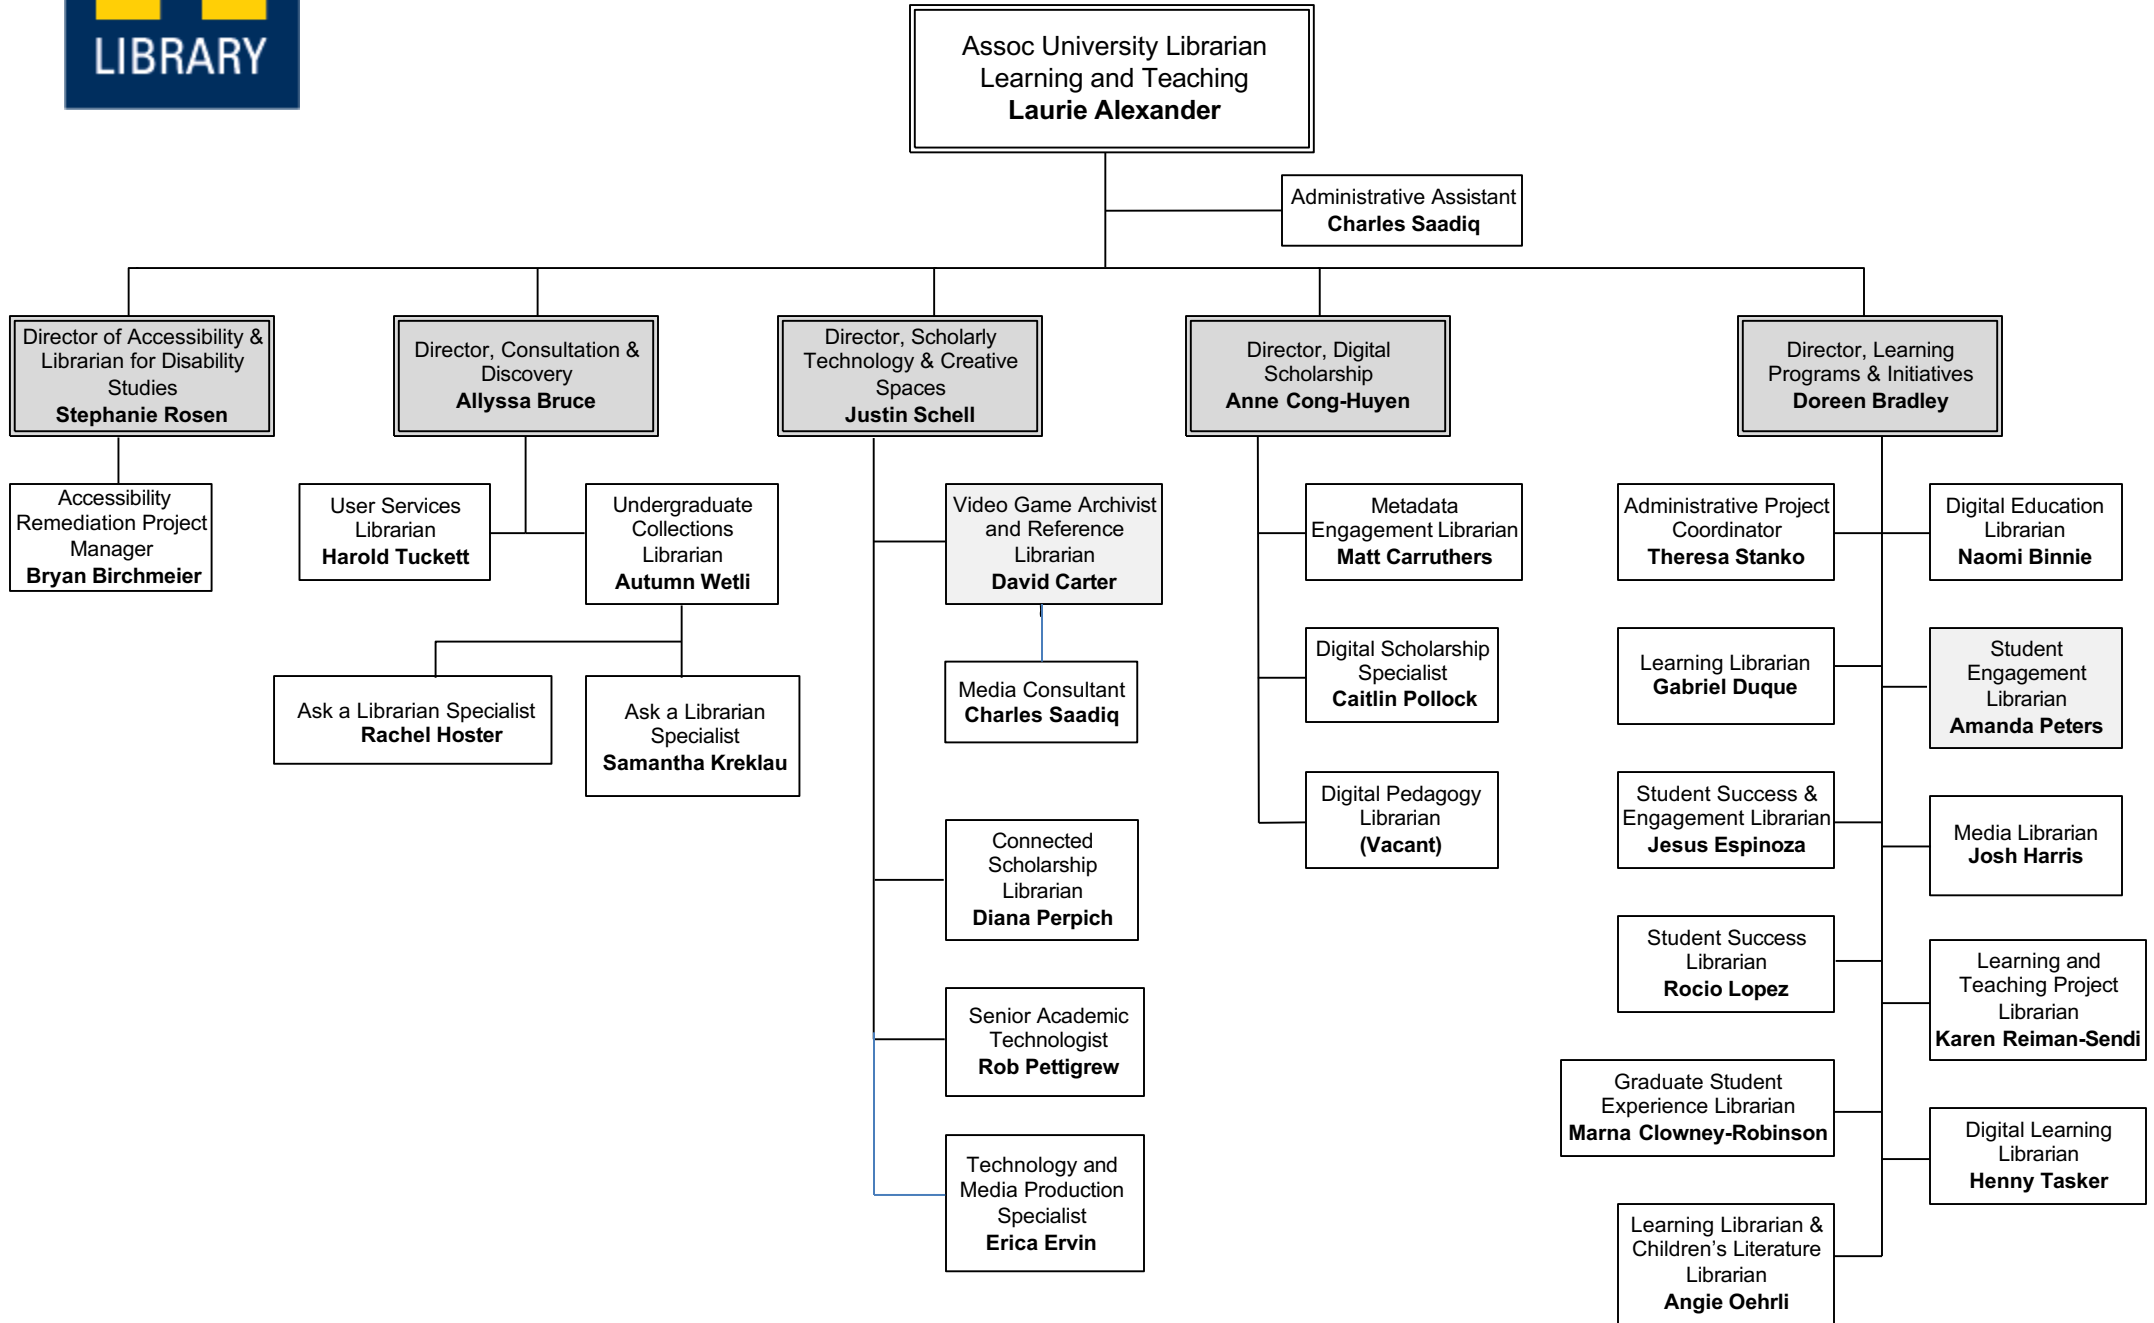 LIBRARY
Assoc University Librarian
Learning and Teaching
Laurie Alexander
Administrative Assistant
Charles Saadiq
Director of Accessibility &
Librarian for Disability
Studies
Stephanie Rosen
Director, Consultation &
Discovery
Allyssa Bruce
Director, Scholarly
Technology & Creative
Spaces
Justin Schell
Director, Digital
Scholarship
Anne Cong-Huyen
Director, Learning
Programs & Initiatives
Doreen Bradley
Accessibility
Remediation Project
Manager
Bryan Birchmeier
User Services
Librarian
Harold Tuckett
Undergraduate
Collections
Librarian
Autumn Wetli
Ask a Librarian Specialist
Rachel Hoster
Ask a Librarian
Specialist
Samantha Kreklau
Video Game Archivist
and Reference
Librarian
David Carter
Media Consultant
Charles Saadiq
Connected
Scholarship
Librarian
Diana Perpich
Senior Academic
Technologist
Rob Pettigrew
Technology and
Media Production
Specialist
Erica Ervin
Metadata
Engagement Librarian
Matt Carruthers
Digital Scholarship
Specialist
Caitlin Pollock
Digital Pedagogy
Librarian
(Vacant)
Administrative Project
Coordinator
Theresa Stanko
Learning Librarian
Gabriel Duque
Student Success &
Engagement Librarian
Jesus Espinoza
Student Success
Librarian
Rocio Lopez
Graduate Student
Experience Librarian
Marna Clowney-Robinson
Learning Librarian &
Children's Literature
Librarian
Angie Oehrli
Digital Education
Librarian
Naomi Binnie
Student
Engagement
Librarian
Amanda Peters
Media Librarian
Josh Harris
Learning and
Teaching Project
Librarian
Karen Reiman-Sendi
Digital Learning
Librarian
Henny Tasker